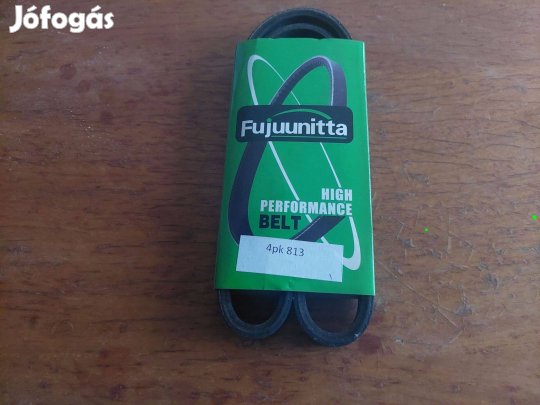 Jófogás
Fujuunitta
HIGH
PERFORMANCE
BELT
4pk 813